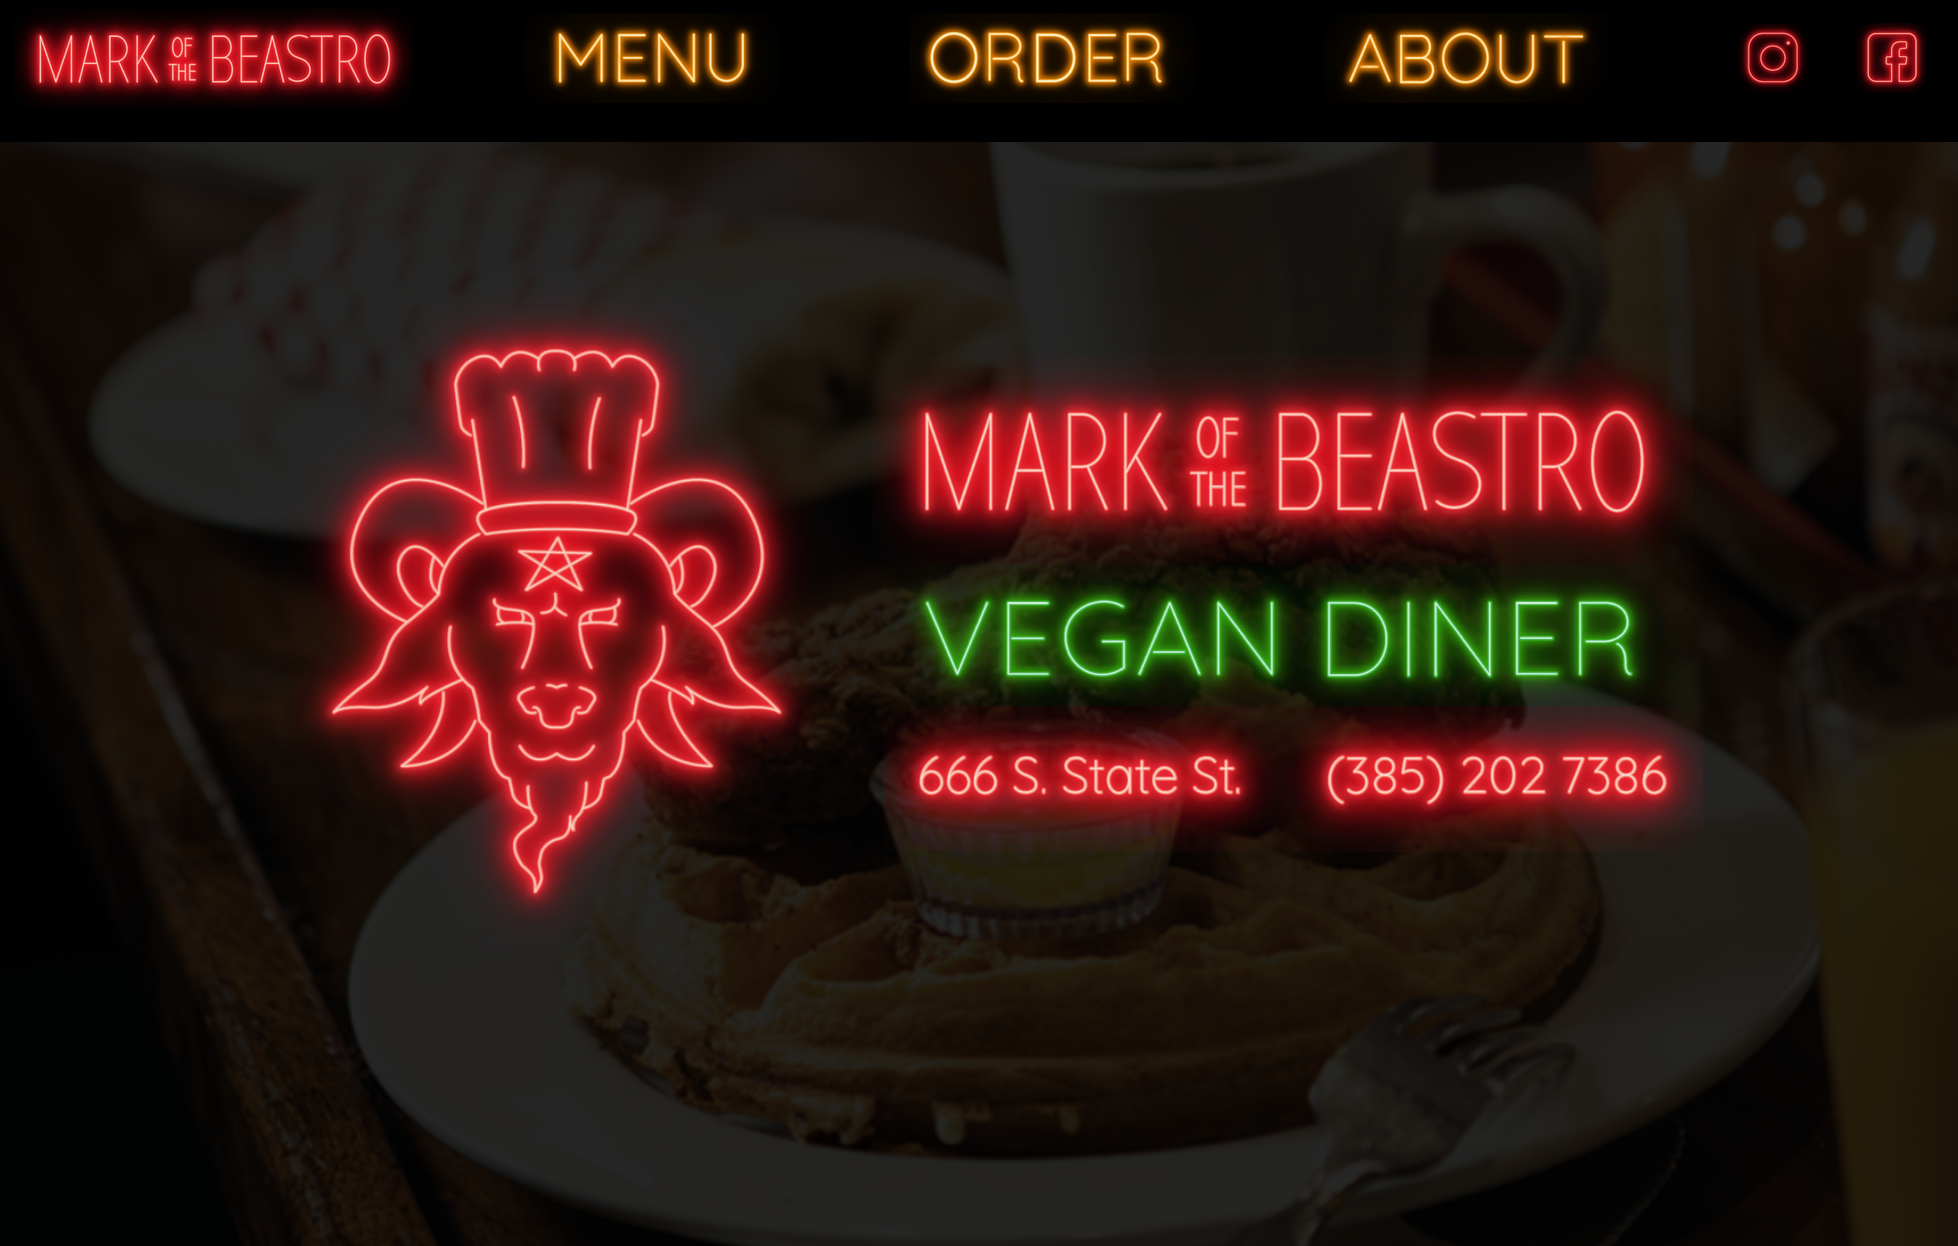 MARK OF THE BEASTRO MENU ORDER ABOUT
MARK OF THE BEASTRO
VEGAN DINER
666 S. State St. (385) 202 7386